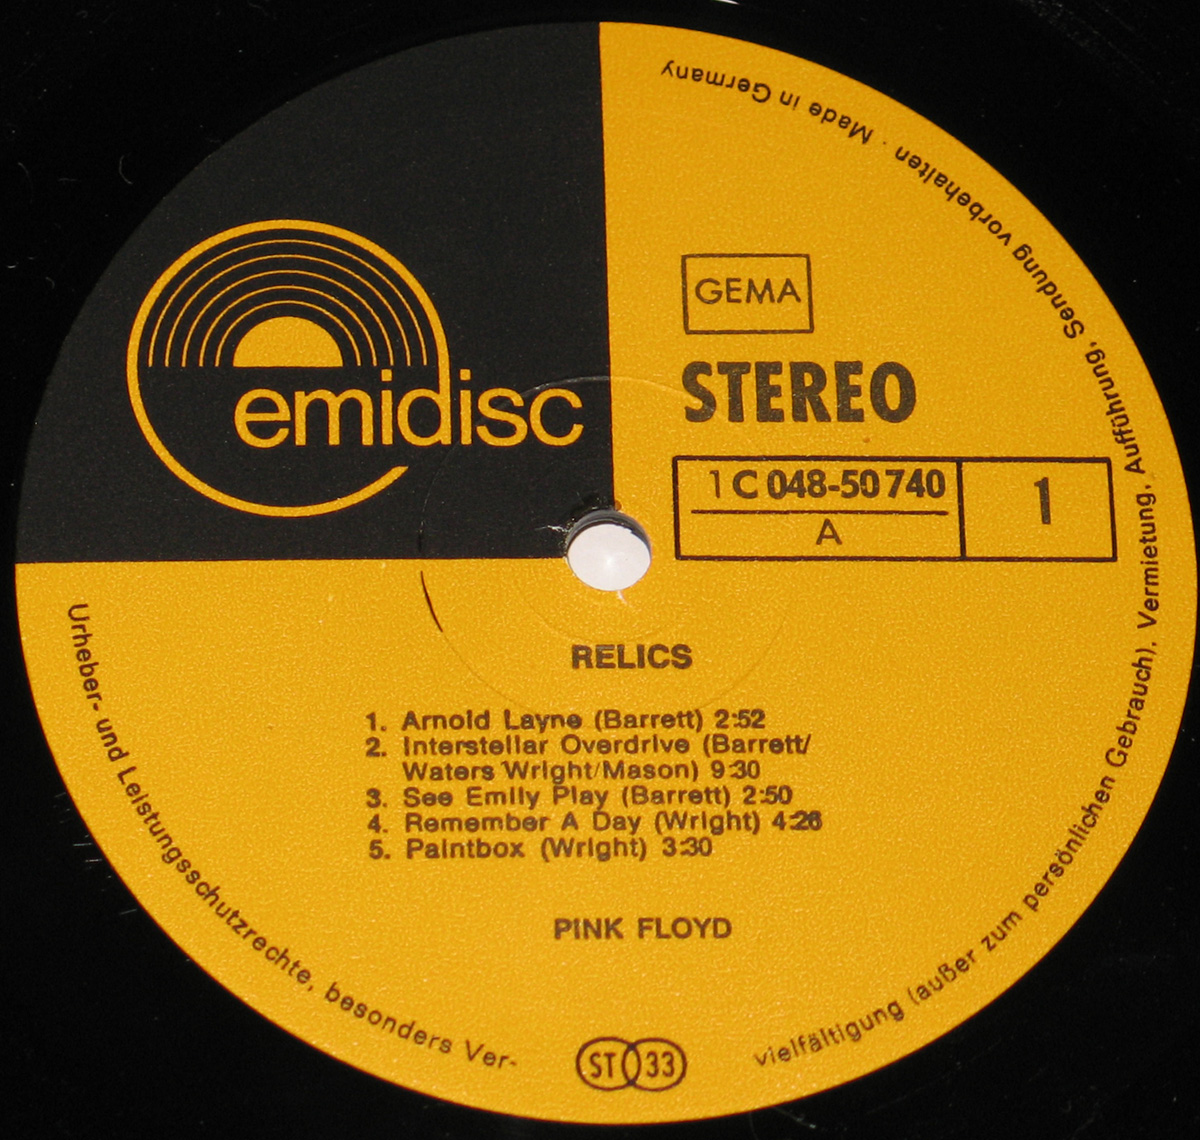 emidisc
GEMA
STEREO
1 C 048-50 740
A
1
RELICS
1. Arnold Layne (Barrett) 2:52
2. Interstellar Overdrive (Barrett/
Waters Wright/Mason) 9:30
3. See Emily Play (Barrett) 2:50
4. Remember A Day (Wright) 4:26
5. Paintbox (Wright) 3:30
PINK FLOYD
Urheber- und Leistungsschutzrechte, besonders Ver-
vielfältigung (außer zum persönlichen Gebrauch), Vermietung, Aufführung, Sendung vorbehalten · Made in Germany
ST 33